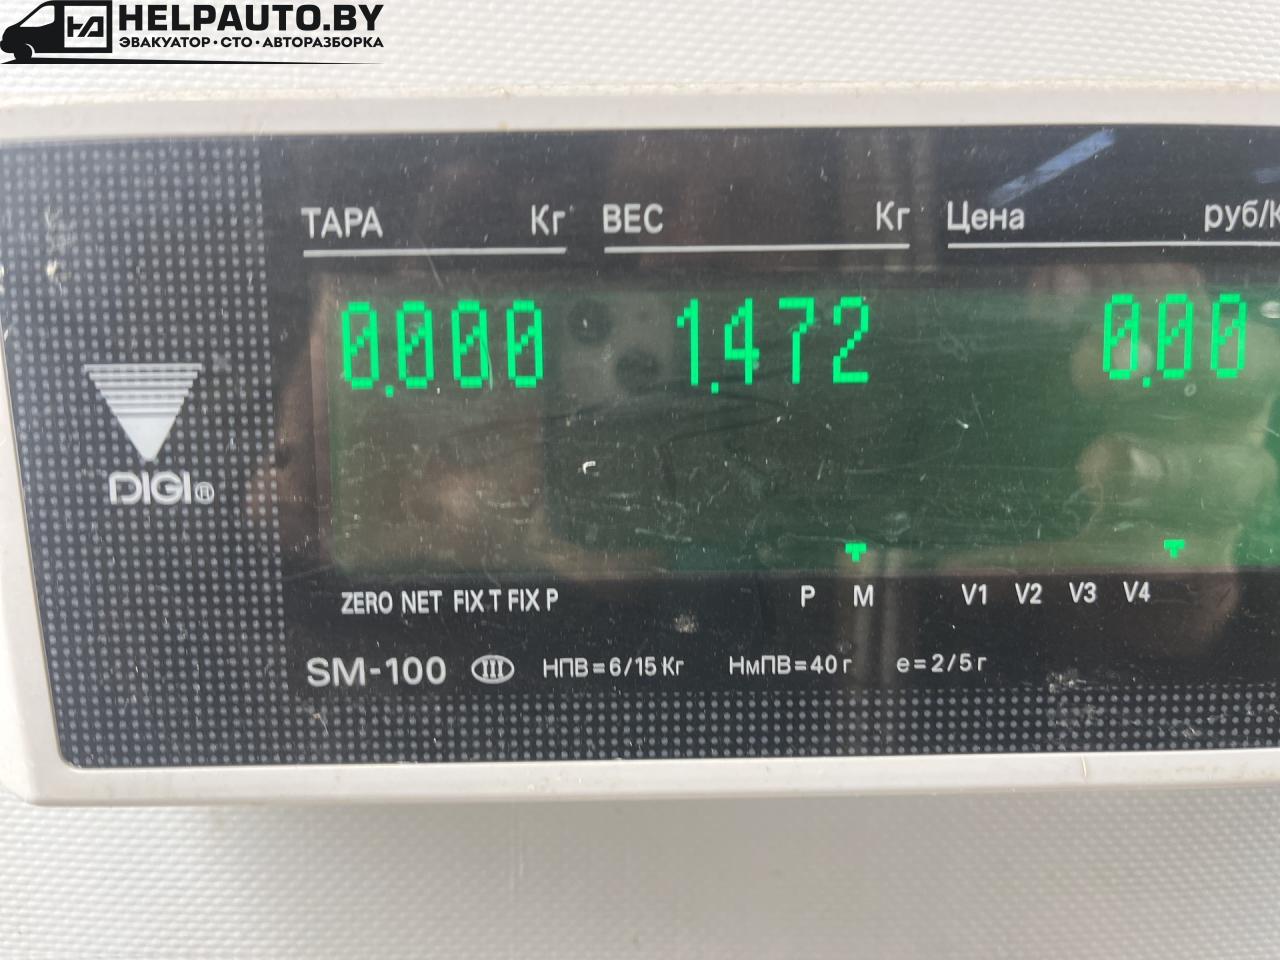 HELPAUTO.BY
ЭВАКУАТОР·СТО·АВТОРАЗБОРКА
ТАРА Кг ВЕС Кг Цена руб/К
0.000 1.472 0.00
DIGI®
ZERO NET FIX T FIX P P M V1 V2 V3 V4
SM-100 III НПВ=6/15 Кг НмПВ=40 г e=2/5 г